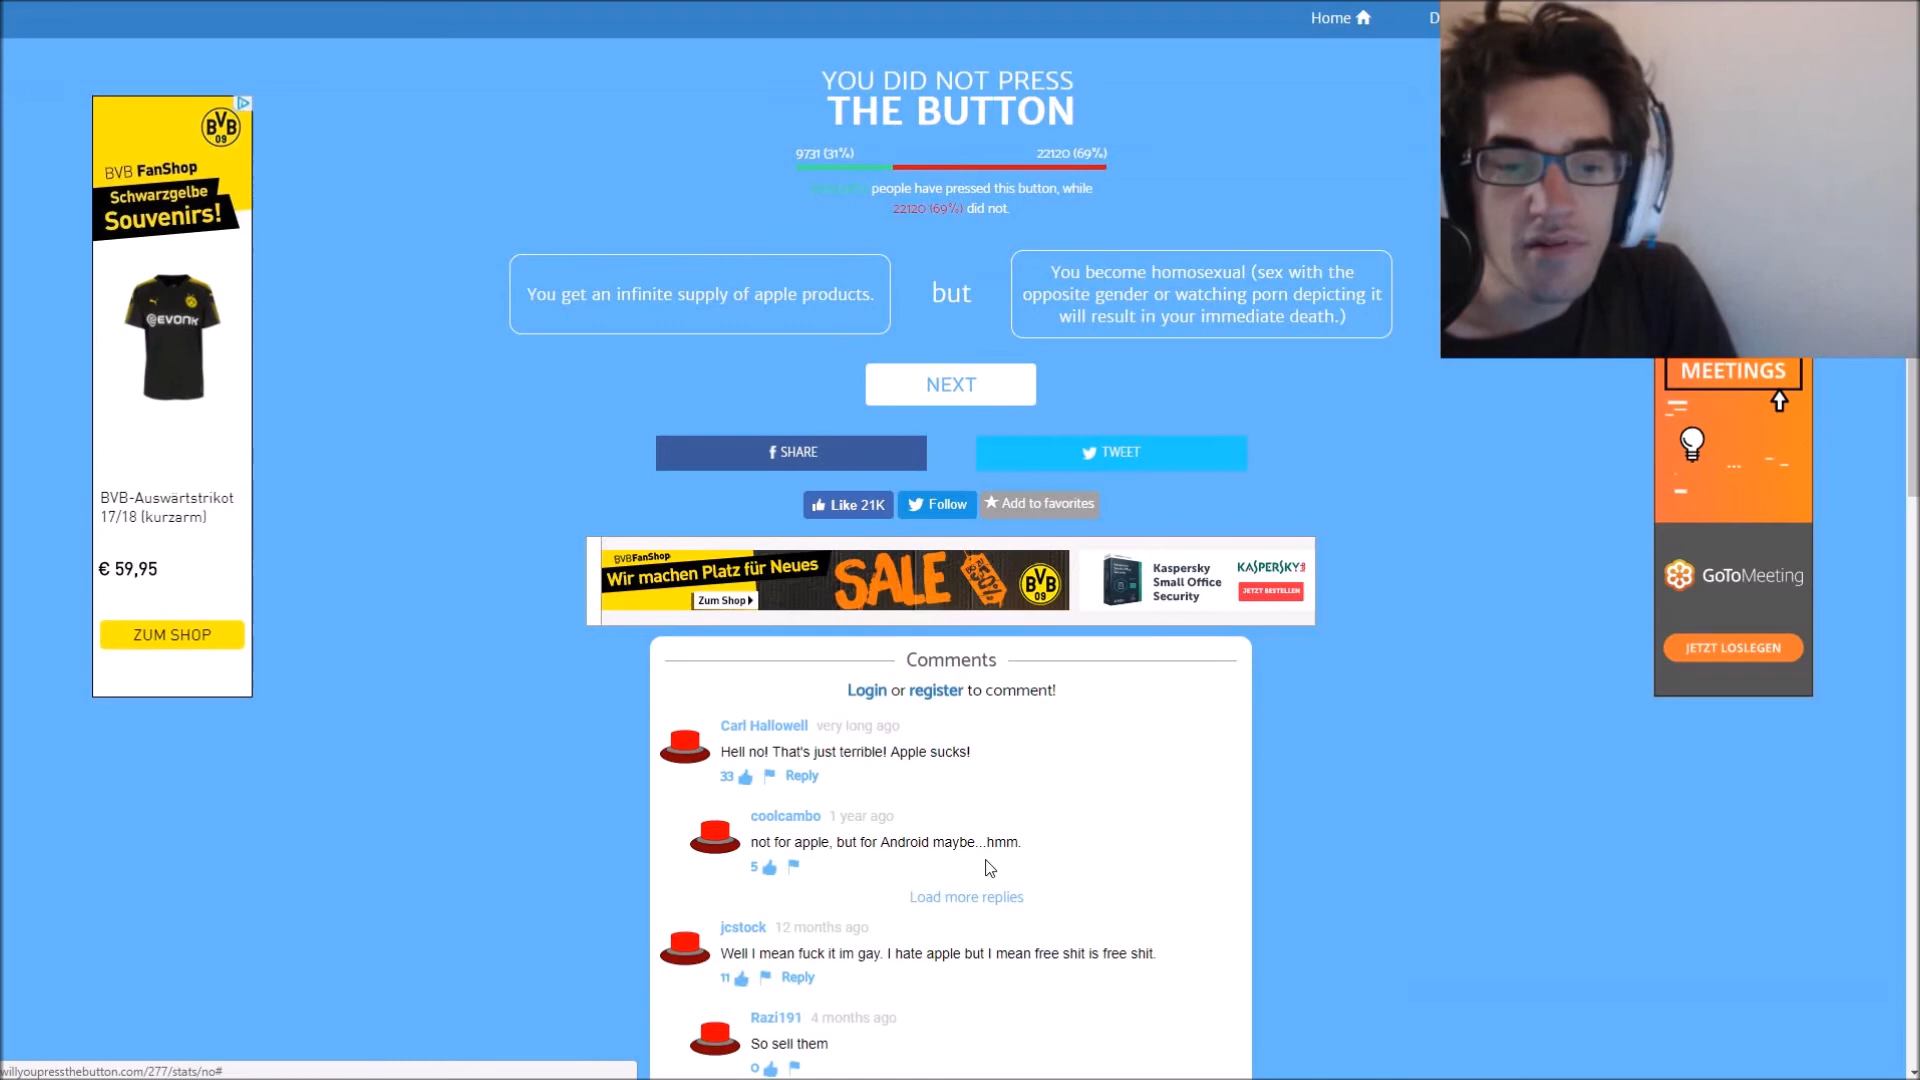 Home
D
YOU DID NOT PRESS
THE BUTTON
9731 (31%)
22120 (69%)
people have pressed this button, while
22120 (69%) did not.
You get an infinite supply of apple products.
but
You become homosexual (sex with the
opposite gender or watching porn depicting it
will result in your immediate death.)
NEXT
SHARE
TWEET
Like 21K
Follow
Add to favorites
BVB 09
BVB FanShop
Schwarzgelbe
Souvenirs!
EVONIK
BVB-Auswärtstrikot
17/18 (kurzarm)
€ 59,95
ZUM SHOP
MEETINGS
GoToMeeting
JETZT LOSLEGEN
BVB FanShop
Wir machen Platz für Neues
Zum Shop
SALE
50%
BVB 09
Kaspersky
Small Office
Security
KASPERSKY
JETZT BESTELLEN
Comments
Login or register to comment!
Carl Hallowell very long ago
Hell no! That's just terrible! Apple sucks!
33 Reply
coolcambo 1 year ago
not for apple, but for Android maybe...hmm.
5
Load more replies
jcstock 12 months ago
Well I mean fuck it im gay. I hate apple but I mean free shit is free shit.
11 Reply
Razi191 4 months ago
So sell them
0
willyoupressthebutton.com/277/stats/no#